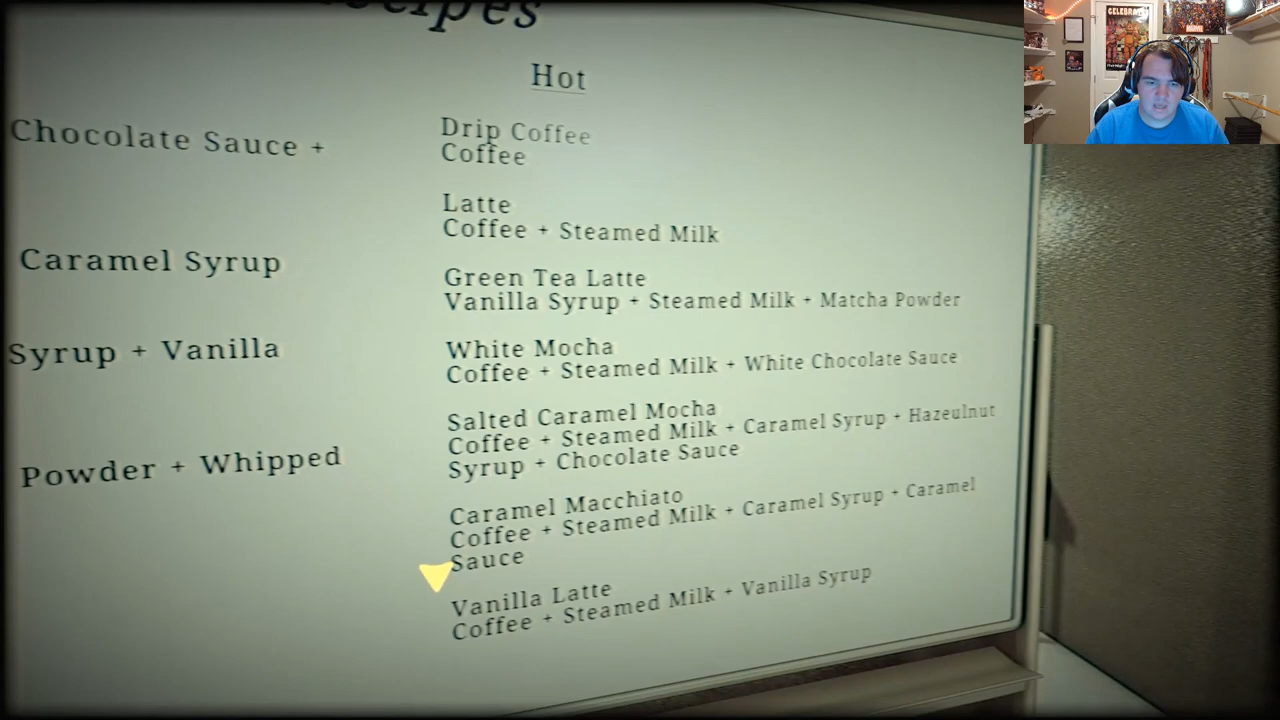 Hot
Chocolate Sauce +
Caramel Syrup
Syrup + Vanilla
Powder + Whipped
Drip Coffee
Coffee
Latte
Coffee + Steamed Milk
Green Tea Latte
Vanilla Syrup + Steamed Milk + Matcha Powder
White Mocha
Coffee + Steamed Milk + White Chocolate Sauce
Salted Caramel Mocha
Coffee + Steamed Milk + Caramel Syrup + Hazeulnut
Syrup + Chocolate Sauce
Caramel Macchiato
Coffee + Steamed Milk + Caramel Syrup + Caramel
Sauce
Vanilla Latte
Coffee + Steamed Milk + Vanilla Syrup